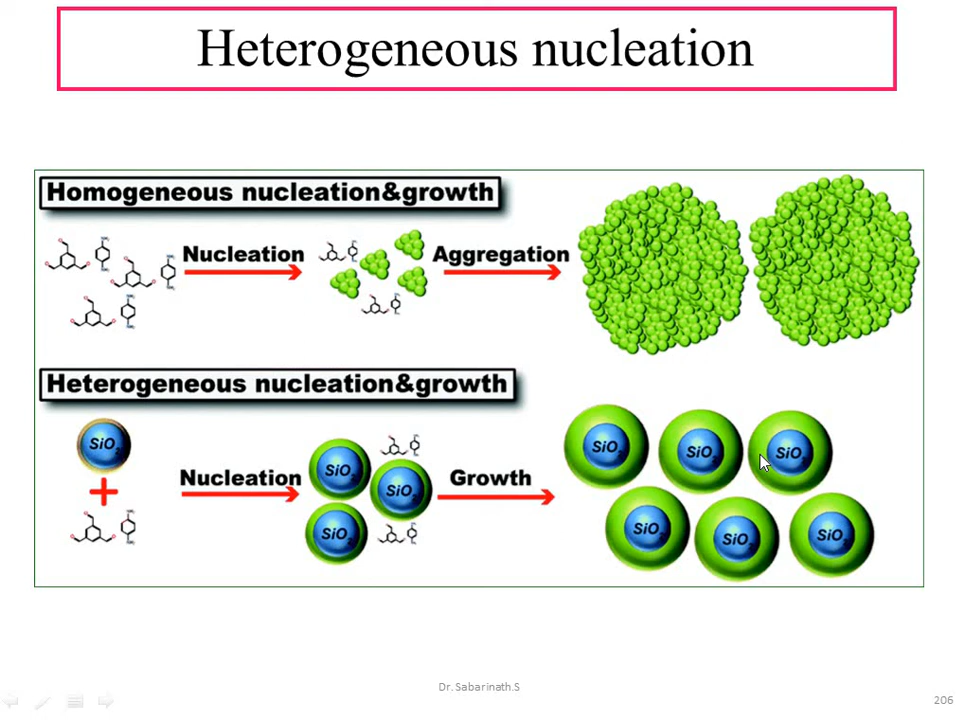 Heterogeneous nucleation
Homogeneous nucleation&growth
Nucleation
Aggregation
Heterogeneous nucleation&growth
SiO2
+
Nucleation
SiO2
SiO2
SiO2
Growth
SiO2
SiO2
SiO2
SiO2
SiO2
SiO2
Dr. Sabarinath.S
206